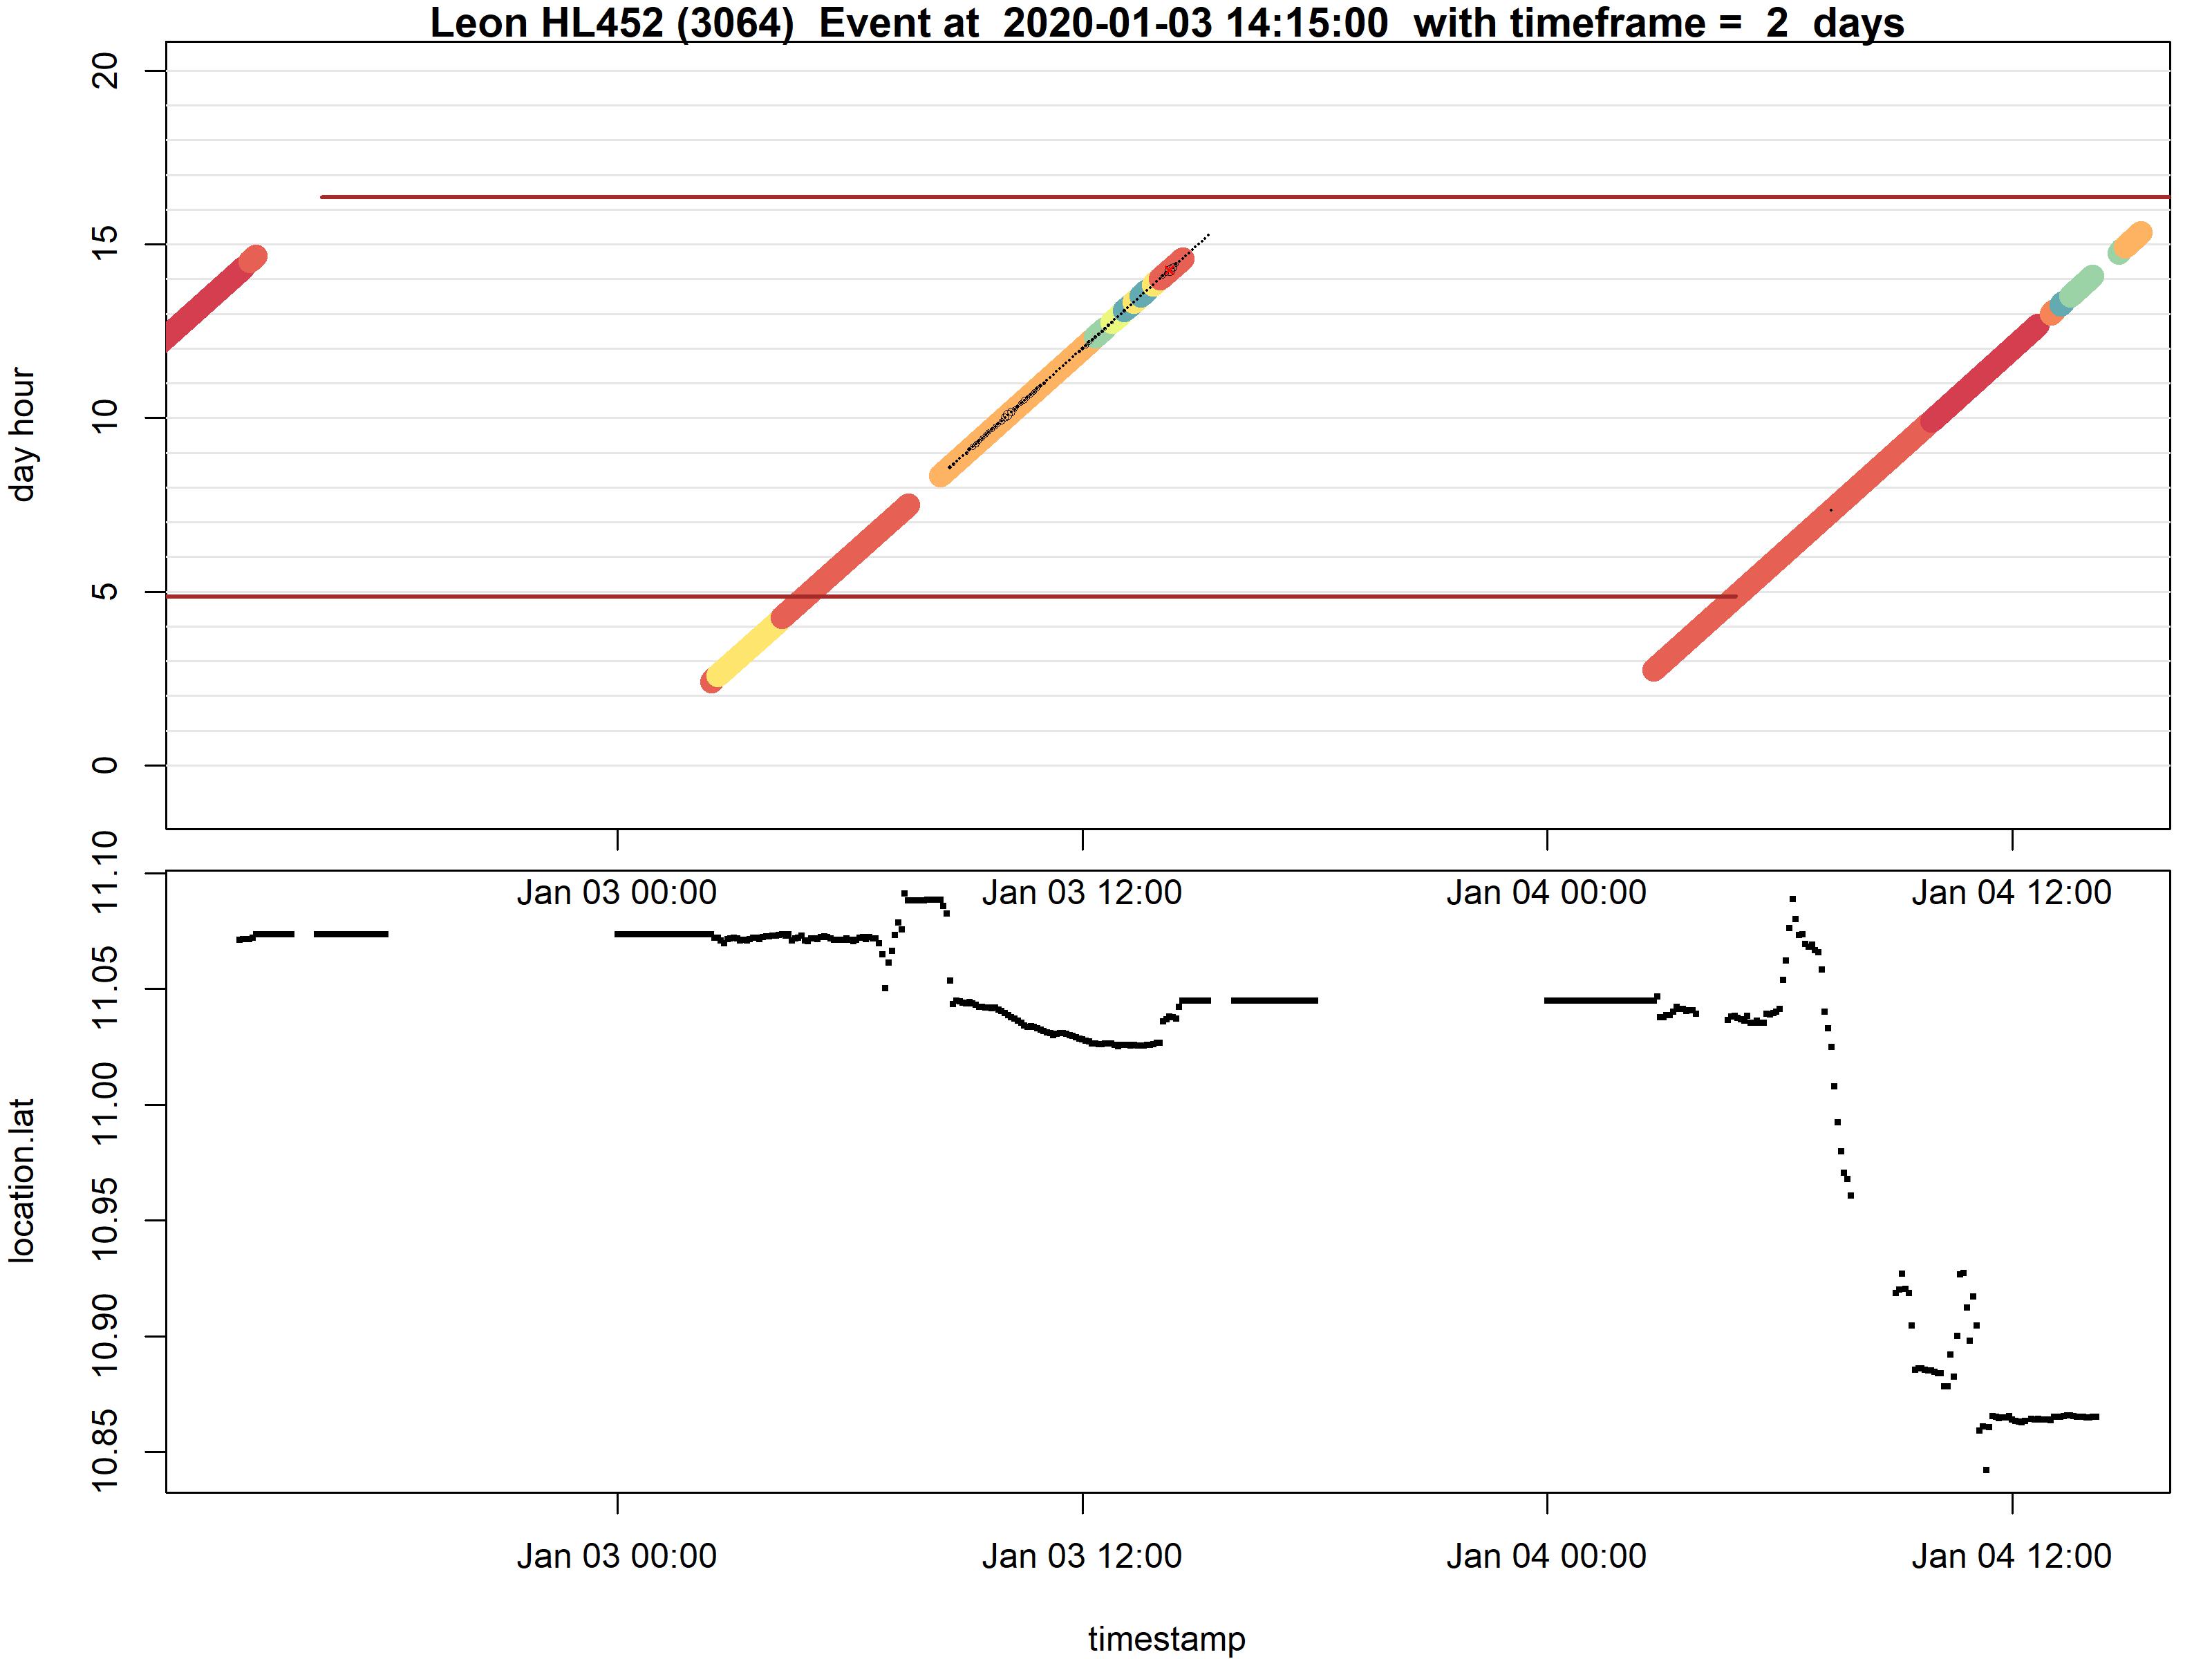 Leon HL452 (3064) Event at 2020-01-03 14:15:00 with timeframe = 2 days
20
15
10
5
0
day hour
Jan 03 00:00 Jan 03 12:00 Jan 04 00:00 Jan 04 12:00
11.10
11.05
11.00
10.95
10.90
10.85
location.lat
Jan 03 00:00 Jan 03 12:00 Jan 04 00:00 Jan 04 12:00
timestamp